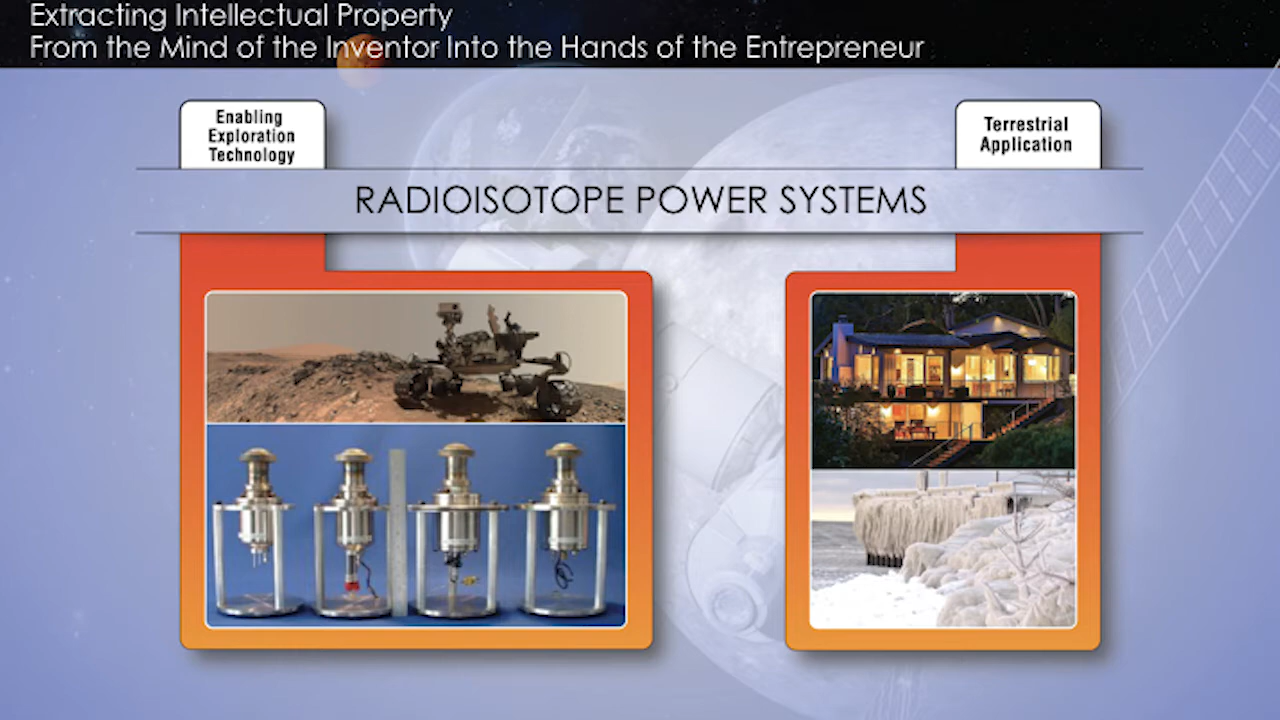 Extracting Intellectual Property
From the Mind of the Inventor Into the Hands of the Entrepreneur
Enabling
Exploration
Technology
Terrestrial
Application
RADIOISOTOPE POWER SYSTEMS